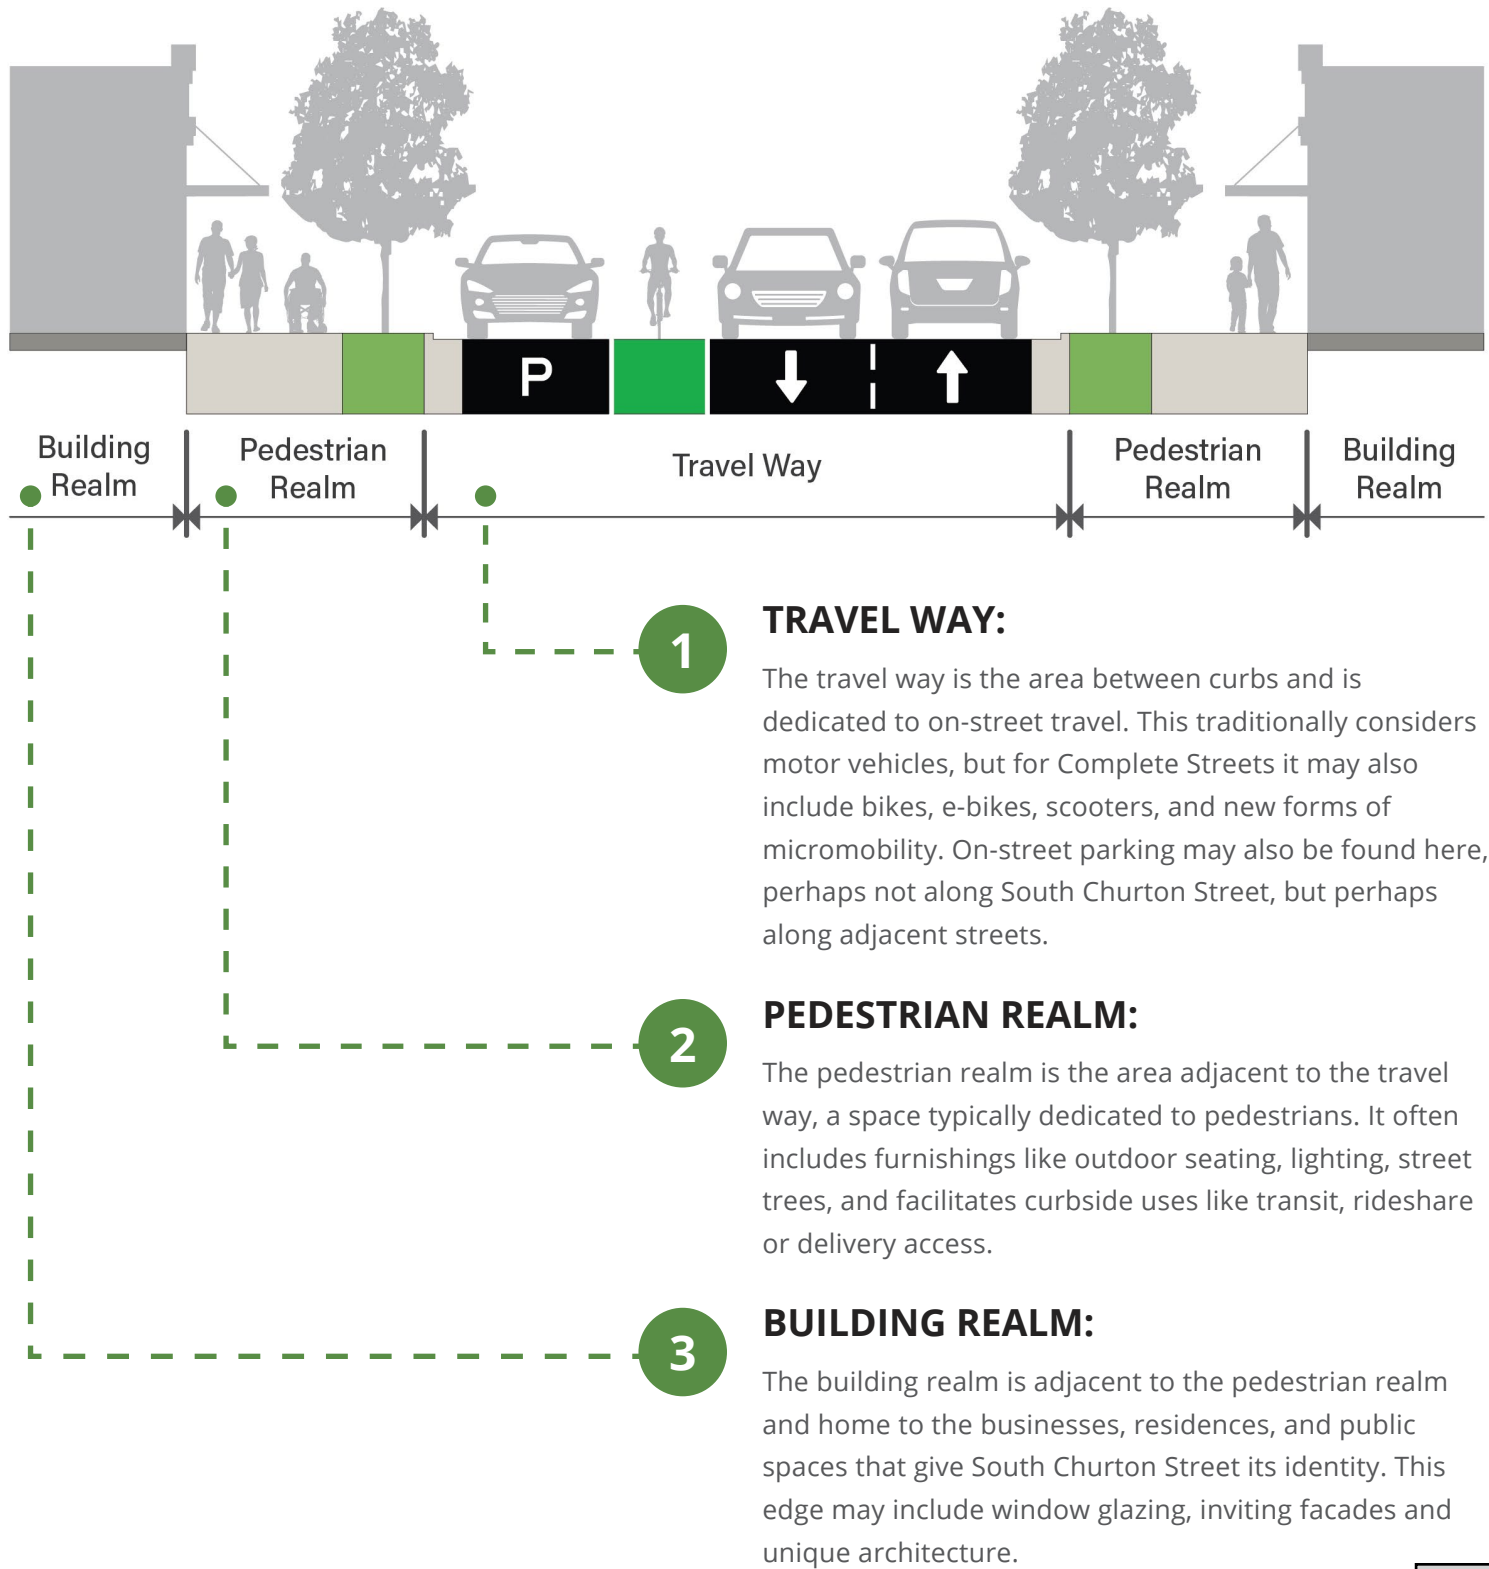 P
Building
Realm
Pedestrian
Realm
Travel Way
Pedestrian
Realm
Building
Realm
1
TRAVEL WAY:
The travel way is the area between curbs and is
dedicated to on-street travel. This traditionally considers
motor vehicles, but for Complete Streets it may also
include bikes, e-bikes, scooters, and new forms of
micromobility. On-street parking may also be found here,
perhaps not along South Churton Street, but perhaps
along adjacent streets.
2
PEDESTRIAN REALM:
The pedestrian realm is the area adjacent to the travel
way, a space typically dedicated to pedestrians. It often
includes furnishings like outdoor seating, lighting, street
trees, and facilitates curbside uses like transit, rideshare
or delivery access.
3
BUILDING REALM:
The building realm is adjacent to the pedestrian realm
and home to the businesses, residences, and public
spaces that give South Churton Street its identity. This
edge may include window glazing, inviting facades and
unique architecture.